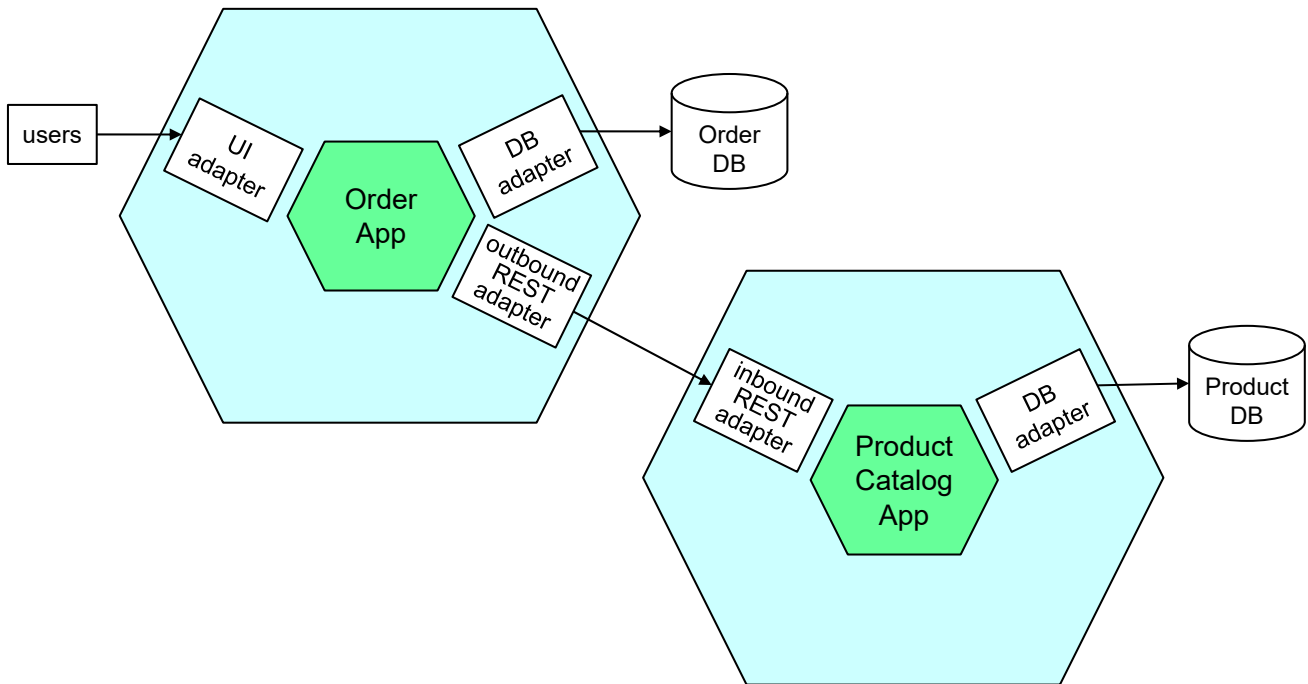 users
UI
adapter
Order
App
DB
adapter
outbound
REST
adapter
Order
DB
inbound
REST
adapter
Product
Catalog
App
DB
adapter
Product
DB